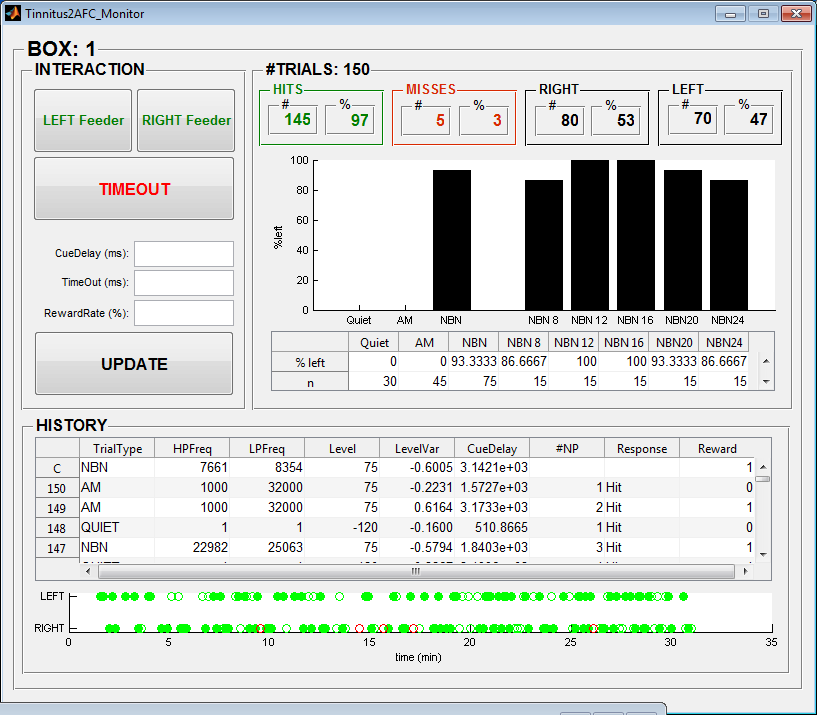 Tinnitus2AFC_Monitor
BOX: 1
INTERACTION
LEFT Feeder RIGHT Feeder
TIMEOUT
CueDelay (ms):
TimeOut (ms):
RewardRate (%):
UPDATE
#TRIALS: 150
HITS MISSES RIGHT LEFT
# % # % # % # %
145 97 5 3 80 53 70 47
100
80
60
40
20
0
%left
Quiet AM NBN NBN 8 NBN 12 NBN 16 NBN20 NBN24
Quiet AM NBN NBN 8 NBN 12 NBN 16 NBN20 NBN24
% left 0 0 93.3333 86.6667 100 100 93.3333 86.6667
n 30 45 75 15 15 15 15 15
HISTORY
TrialType HPFreq LPFreq Level LevelVar CueDelay #NP Response Reward
C NBN 7661 8354 75 -0.6005 3.1421e+03 1
150 AM 1000 32000 75 -0.2231 1.5727e+03 1 Hit 0
149 AM 1000 32000 75 0.6164 3.1733e+03 2 Hit 1
148 QUIET 1 1 -120 -0.1600 510.8665 1 Hit 0
147 NBN 22982 25063 75 -0.5794 1.8403e+03 3 Hit 1
LEFT
RIGHT
0 5 10 15 20 25 30 35
time (min)